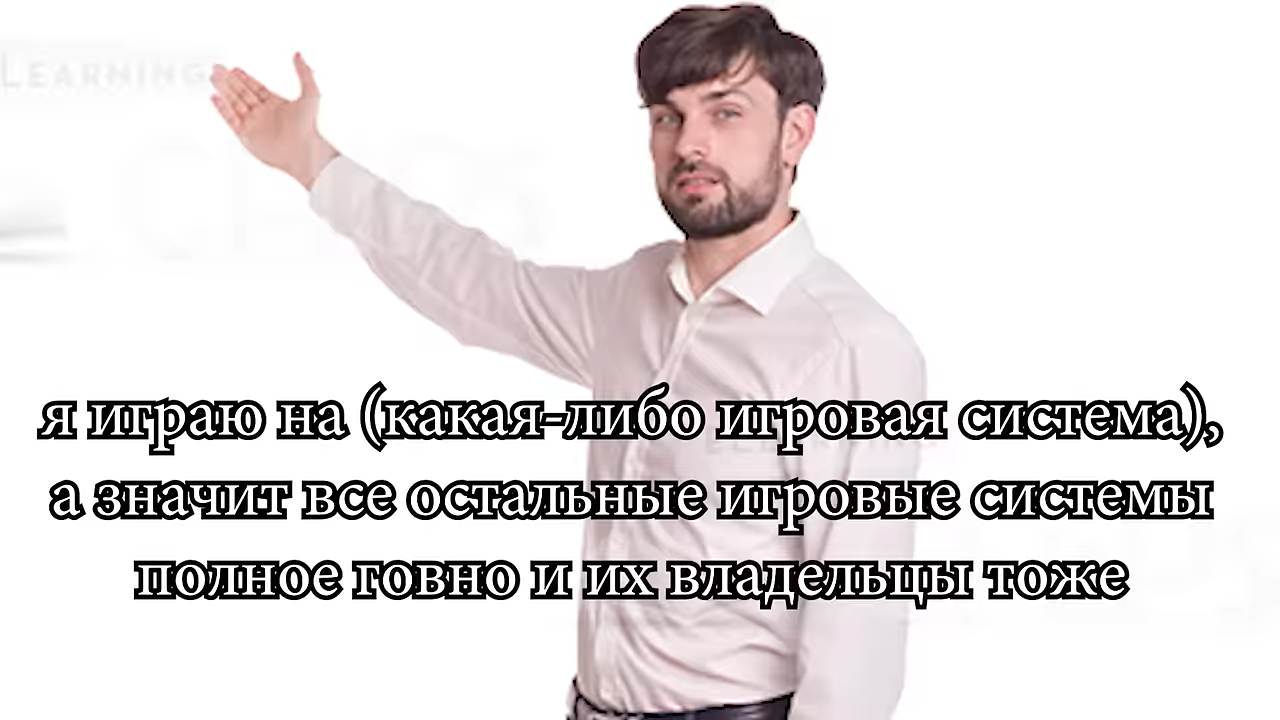 LEARNING
я играю на (какая-либо игровая система),
а значит все остальные игровые системы
полное говно и их владельцы тоже